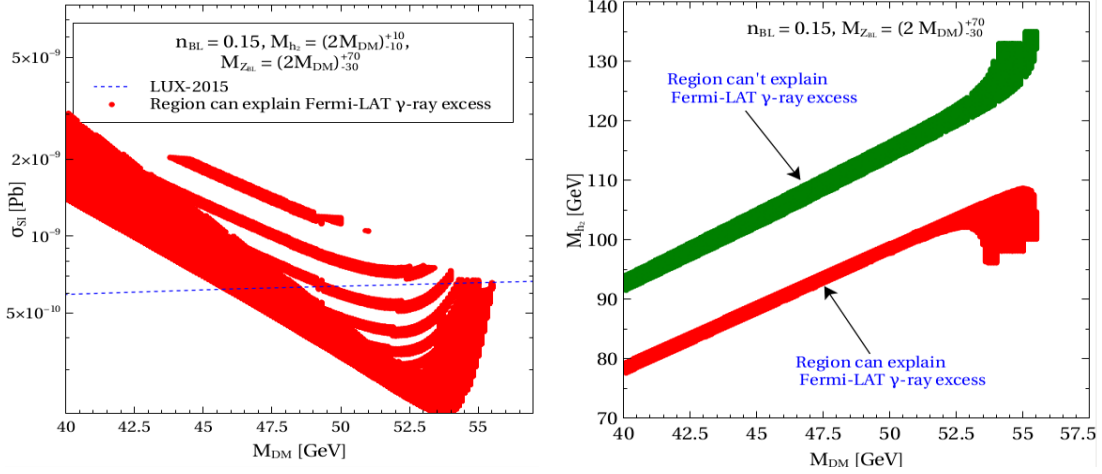 n_BL = 0.15, M_h₂ = (2M_DM)^+10_-10,
M_Z_BL = (2M_DM)^+70_-30
LUX-2015
Region can explain Fermi-LAT γ-ray excess
5×10⁻⁹
2×10⁻⁹
1×10⁻⁹
5×10⁻¹⁰
σ_SI [Pb]
40 42.5 45 47.5 50 52.5 55
M_DM [GeV]
n_BL = 0.15, M_Z_BL = (2 M_DM)^+70_-30
Region can't explain
Fermi-LAT γ-ray excess
Region can explain
Fermi-LAT γ-ray excess
140
130
120
110
100
90
80
70
M_h₂ [GeV]
40 42.5 45 47.5 50 52.5 55 57.5
M_DM [GeV]